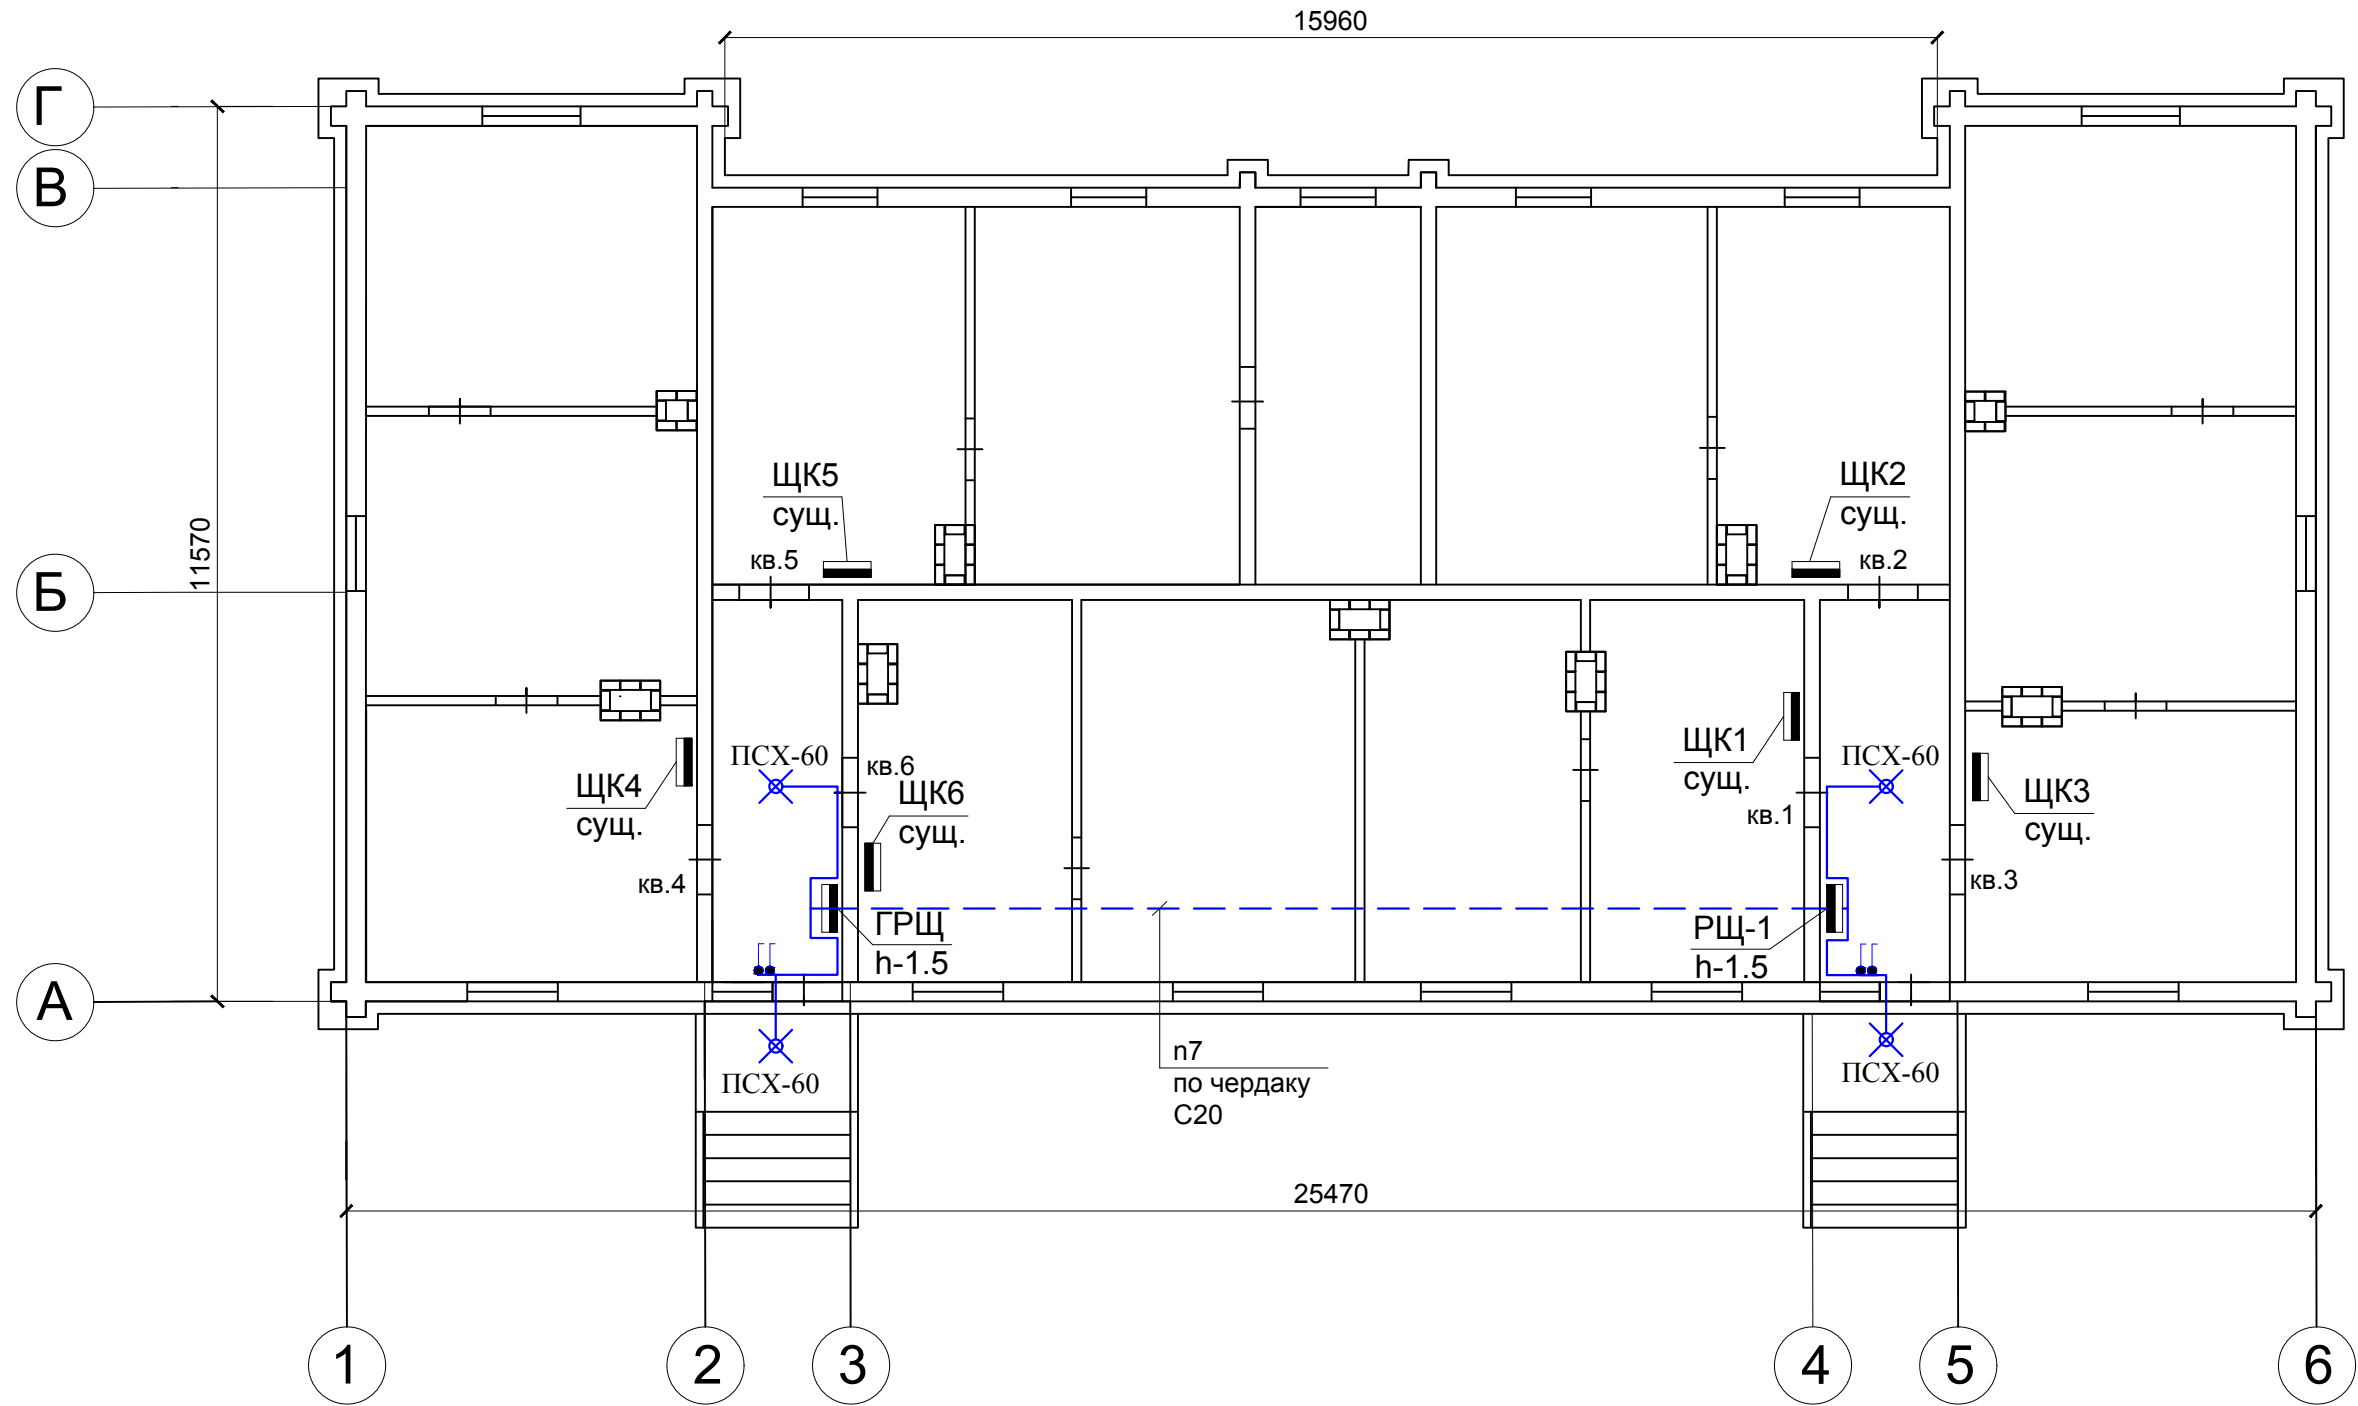 15960
Г
В
11570
ЩК5
сущ.
ЩК2
сущ.
кв.5
кв.2
Б
ПСХ-60
ЩК1
сущ.
ПСХ-60
кв.6
ЩК4
сущ.
ЩК6
сущ.
ЩК3
сущ.
кв.1
кв.4
кв.3
ГРЩ
h-1.5
РЩ-1
h-1.5
А
n7
по чердаку
С20
ПСХ-60
ПСХ-60
25470
1
2
3
4
5
6